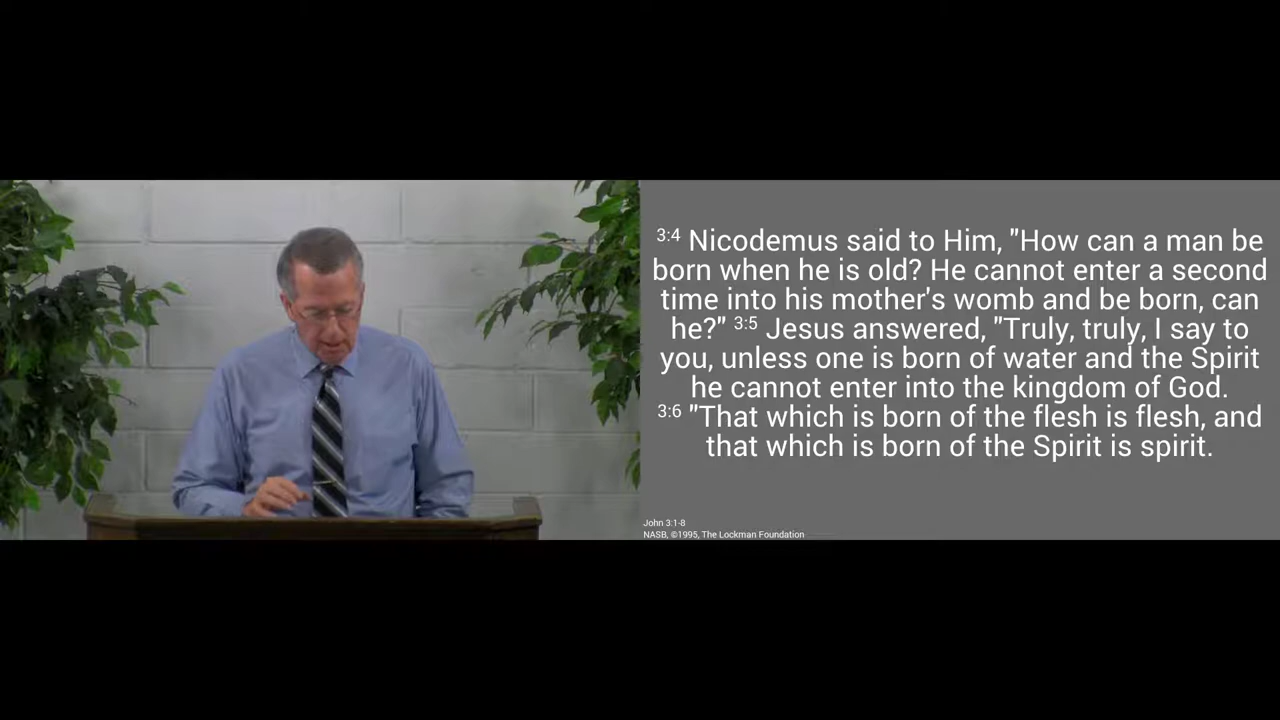 3:4 Nicodemus said to Him, "How can a man be
born when he is old? He cannot enter a second
time into his mother's womb and be born, can
he?" 3:5 Jesus answered, "Truly, truly, I say to
you, unless one is born of water and the Spirit
he cannot enter into the kingdom of God.
3:6 "That which is born of the flesh is flesh, and
that which is born of the Spirit is spirit.
John 3:1-8
NASB, ©1995, The Lockman Foundation